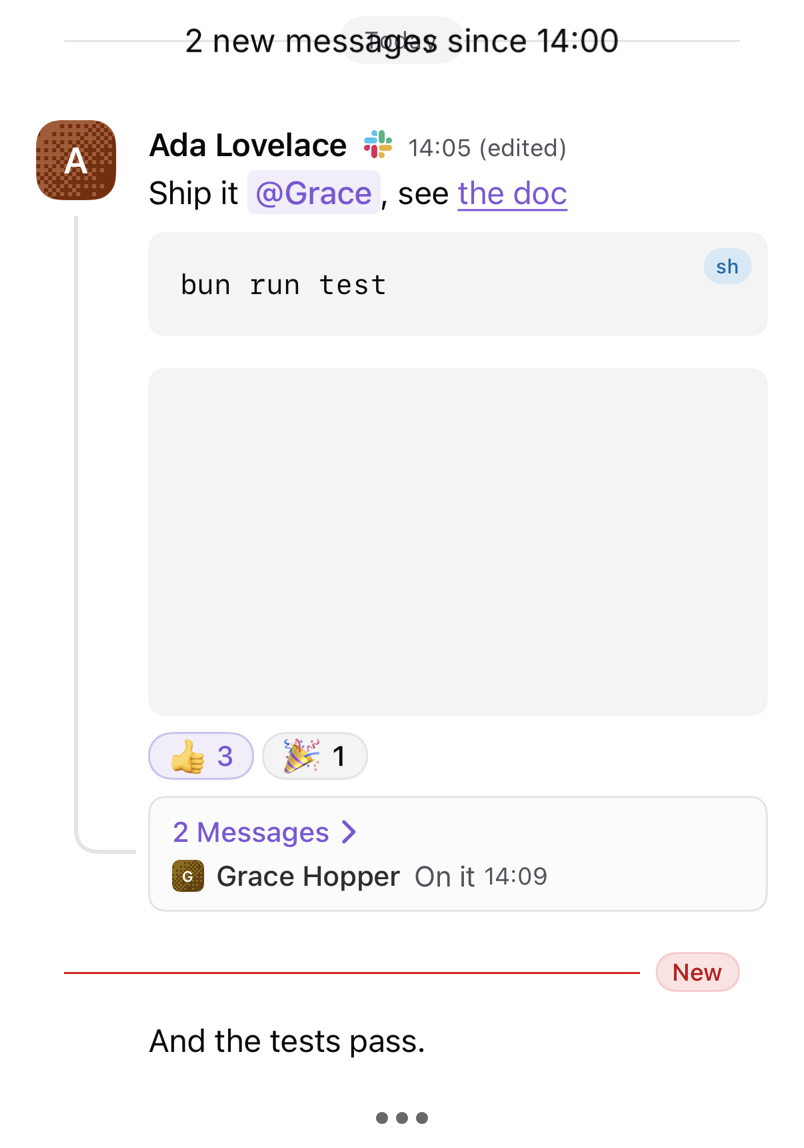 2 new messages since 14:00
Today
A
Ada Lovelace 14:05 (edited)
Ship it @Grace, see the doc
sh
bun run test
👍 3 🎉 1
2 Messages
G Grace Hopper On it 14:09
New
And the tests pass.